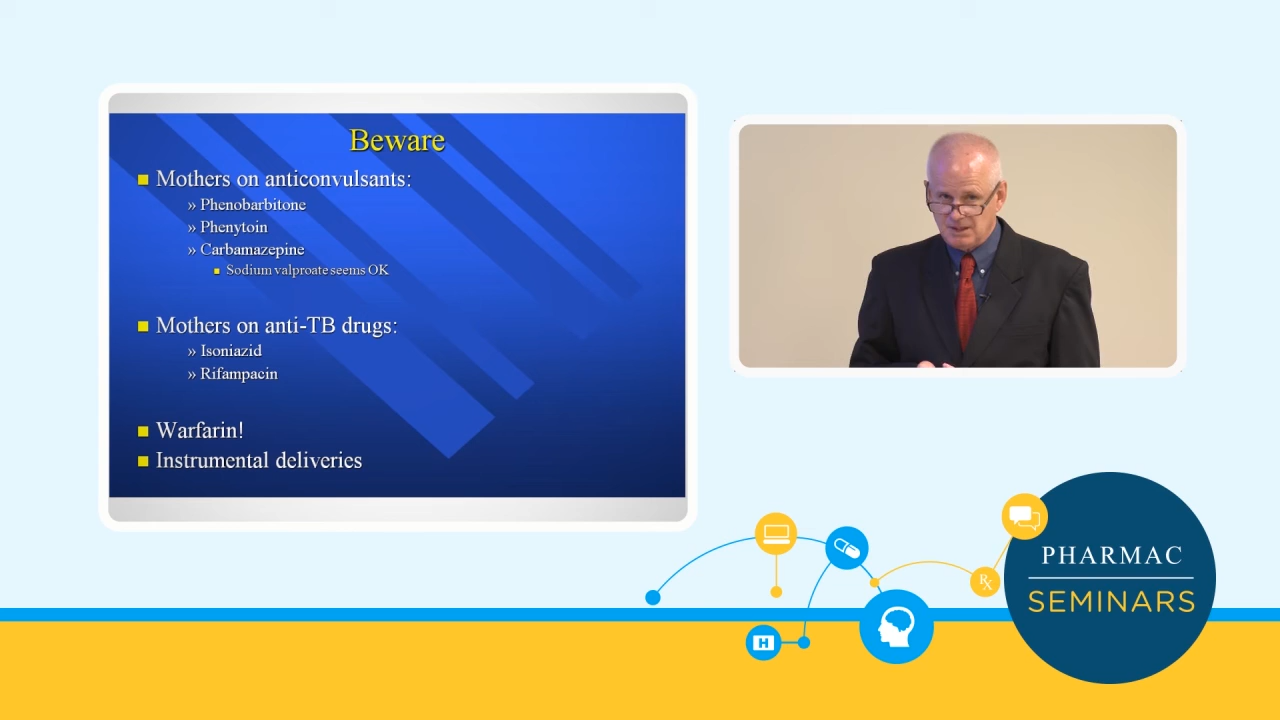 Beware
Mothers on anticonvulsants:
» Phenobarbitone
» Phenytoin
» Carbamazepine
Sodium valproate seems OK
Mothers on anti-TB drugs:
» Isoniazid
» Rifampacin
Warfarin!
Instrumental deliveries
H
Rx
PHARMAC
SEMINARS